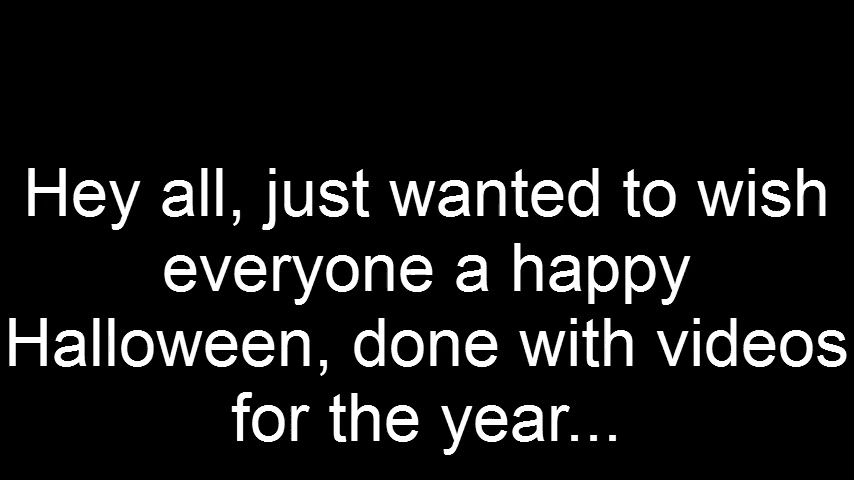 Hey all, just wanted to wish
everyone a happy
Halloween, done with videos
for the year...